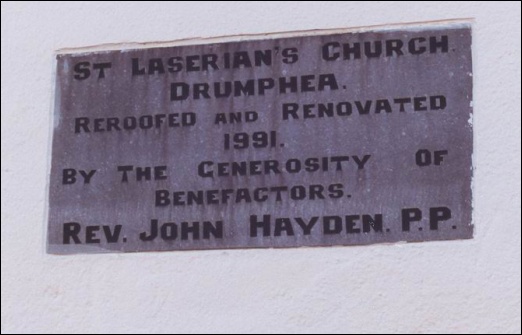 St Laserian's Church
Drumphea.
Reroofed and Renovated
1991.
By The Generosity Of
Benefactors.
Rev. John Hayden. P.P.